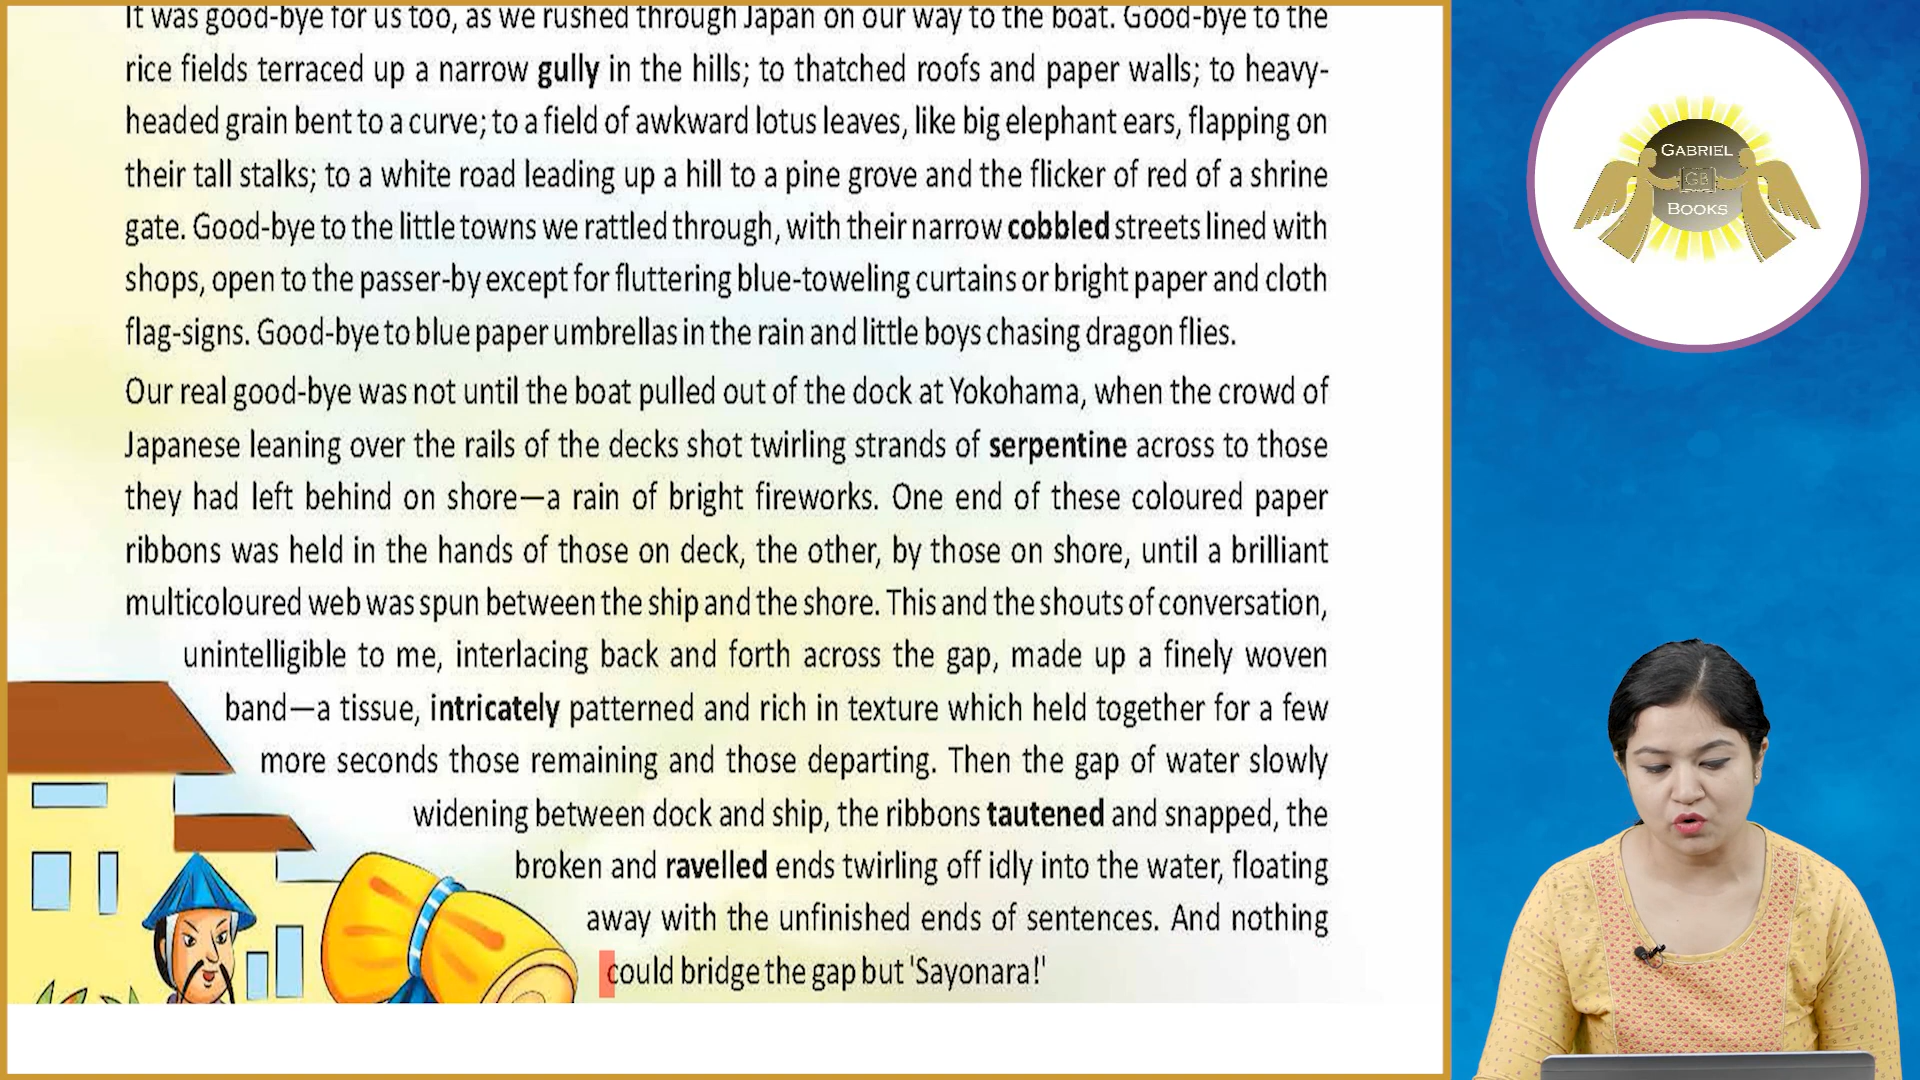 It was good-bye for us too, as we rushed through Japan on our way to the boat. Good-bye to the
rice fields terraced up a narrow gully in the hills; to thatched roofs and paper walls; to heavy-
headed grain bent to a curve; to a field of awkward lotus leaves, like big elephant ears, flapping on
their tall stalks; to a white road leading up a hill to a pine grove and the flicker of red of a shrine
gate. Good-bye to the little towns we rattled through, with their narrow cobbled streets lined with
shops, open to the passer-by except for fluttering blue-toweling curtains or bright paper and cloth
flag-signs. Good-bye to blue paper umbrellas in the rain and little boys chasing dragon flies.
Our real good-bye was not until the boat pulled out of the dock at Yokohama, when the crowd of
Japanese leaning over the rails of the decks shot twirling strands of serpentine across to those
they had left behind on shore—a rain of bright fireworks. One end of these coloured paper
ribbons was held in the hands of those on deck, the other, by those on shore, until a brilliant
multicoloured web was spun between the ship and the shore. This and the shouts of conversation,
unintelligible to me, interlacing back and forth across the gap, made up a finely woven
band—a tissue, intricately patterned and rich in texture which held together for a few
more seconds those remaining and those departing. Then the gap of water slowly
widening between dock and ship, the ribbons tautened and snapped, the
broken and ravelled ends twirling off idly into the water, floating
away with the unfinished ends of sentences. And nothing
could bridge the gap but 'Sayonara!'
GABRIEL
GB
BOOKS